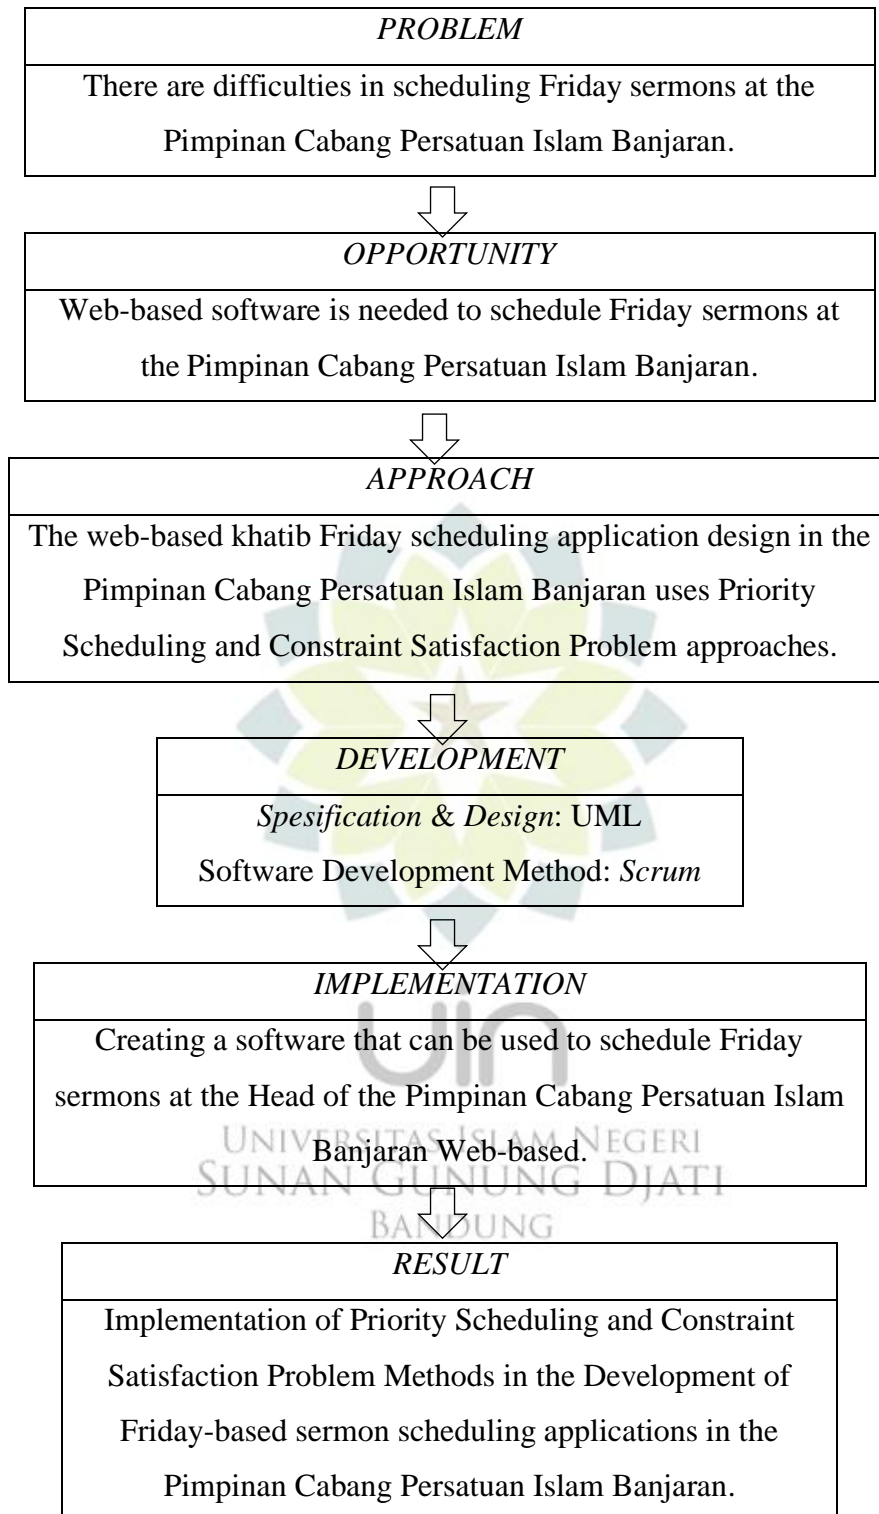 PROBLEM
There are difficulties in scheduling Friday sermons at the
Pimpinan Cabang Persatuan Islam Banjaran.
OPPORTUNITY
Web-based software is needed to schedule Friday sermons at
the Pimpinan Cabang Persatuan Islam Banjaran.
APPROACH
The web-based khatib Friday scheduling application design in the
Pimpinan Cabang Persatuan Islam Banjaran uses Priority
Scheduling and Constraint Satisfaction Problem approaches.
DEVELOPMENT
Spesification & Design: UML
Software Development Method: Scrum
IMPLEMENTATION
uin
Creating a software that can be used to schedule Friday
sermons at the Head of the Pimpinan Cabang Persatuan Islam
UNIVERSITAS ISLAM NEGERI
Banjaran Web-based.
SUNAN GUNUNG DJATI
BANDUNG
RESULT
Implementation of Priority Scheduling and Constraint
Satisfaction Problem Methods in the Development of
Friday-based sermon scheduling applications in the
Pimpinan Cabang Persatuan Islam Banjaran.